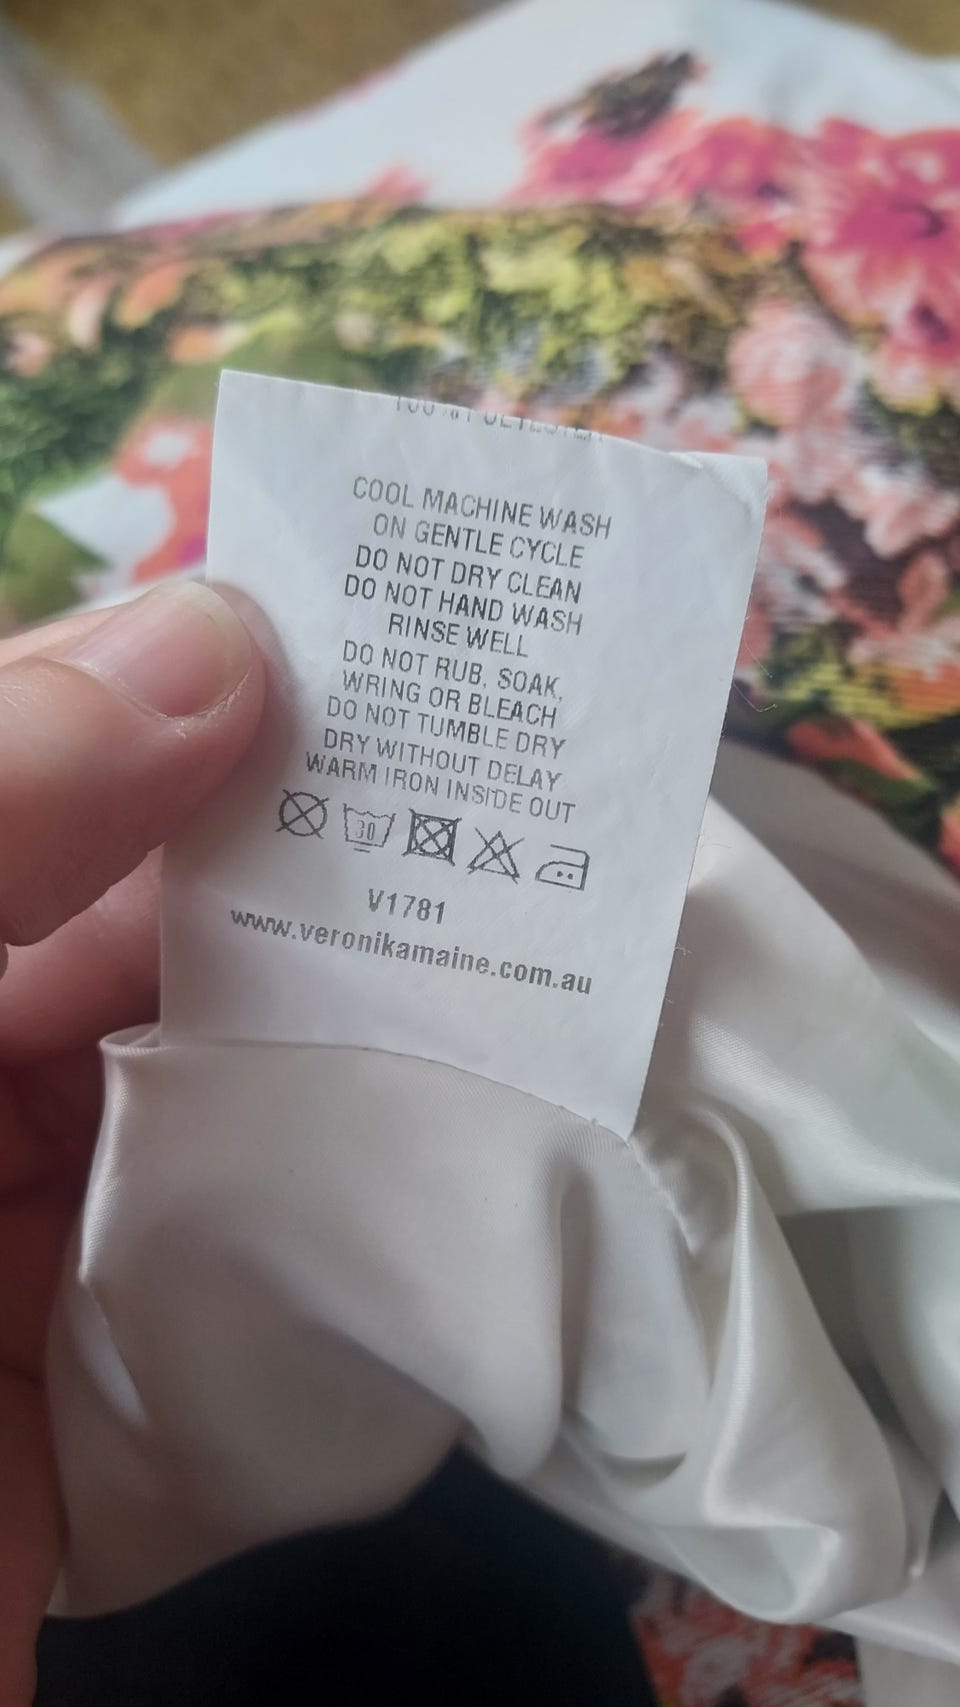 100% POLYESTER
COOL MACHINE WASH
ON GENTLE CYCLE
DO NOT DRY CLEAN
DO NOT HAND WASH
RINSE WELL
DO NOT RUB, SOAK,
WRING OR BLEACH
DO NOT TUMBLE DRY
DRY WITHOUT DELAY
WARM IRON INSIDE OUT
30
V1781
www.veronikamaine.com.au